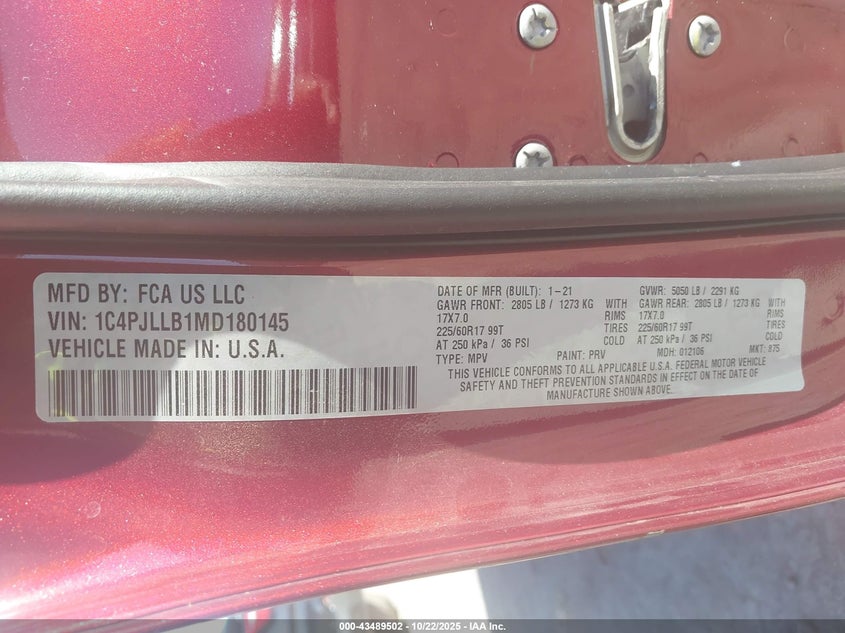 MFD BY: FCA US LLC
VIN: 1C4PJLLB1MD180145
VEHICLE MADE IN: U.S.A.
DATE OF MFR (BUILT): 1-21 GVWR: 5050 LB / 2291 KG
GAWR FRONT: 2805 LB / 1273 KG WITH GAWR REAR: 2805 LB / 1273 KG WITH
17X7.0 RIMS 17X7.0 RIMS
225/60R17 99T TIRES 225/60R17 99T TIRES
AT 250 kPa / 36 PSI COLD AT 250 kPa / 36 PSI COLD
TYPE: MPV PAINT: PRV MDH: 012106 MKT: 875
THIS VEHICLE CONFORMS TO ALL APPLICABLE U.S.A. FEDERAL MOTOR VEHICLE
SAFETY AND THEFT PREVENTION STANDARDS IN EFFECT ON THE DATE OF
MANUFACTURE SHOWN ABOVE.
000-43489502 - 10/22/2025 - IAA Inc.